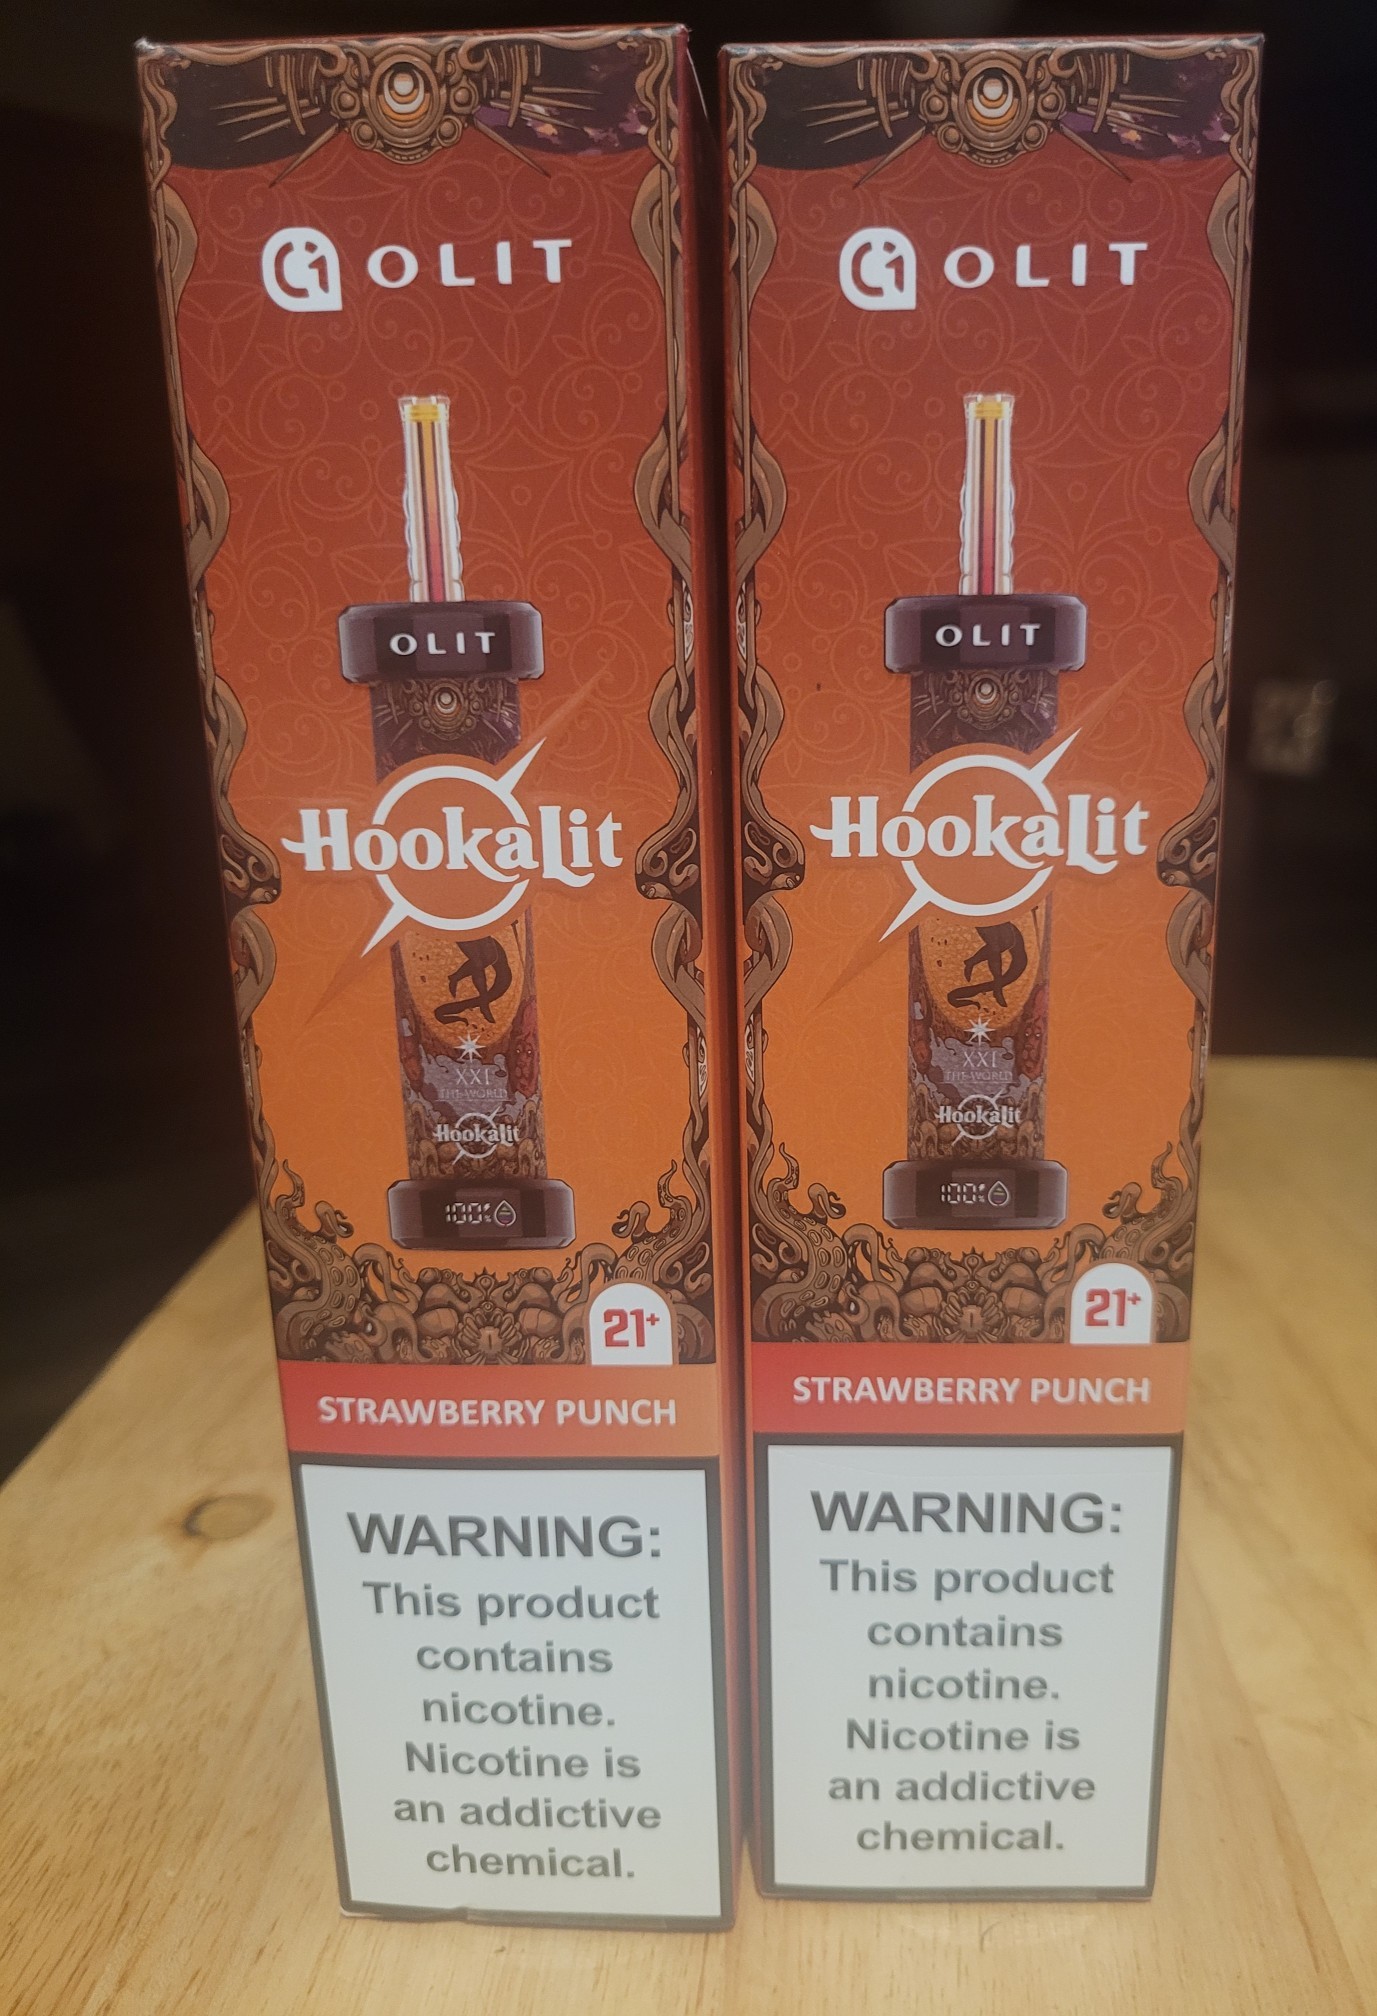 OLIT
OLIT
HookaLit
XXI
THE WORLD
HookaLit
100%
21+
STRAWBERRY PUNCH
WARNING:
This product
contains
nicotine.
Nicotine is
an addictive
chemical.
OLIT
OLIT
HookaLit
XXI
THE WORLD
HookaLit
100%
21+
STRAWBERRY PUNCH
WARNING:
This product
contains
nicotine.
Nicotine is
an addictive
chemical.